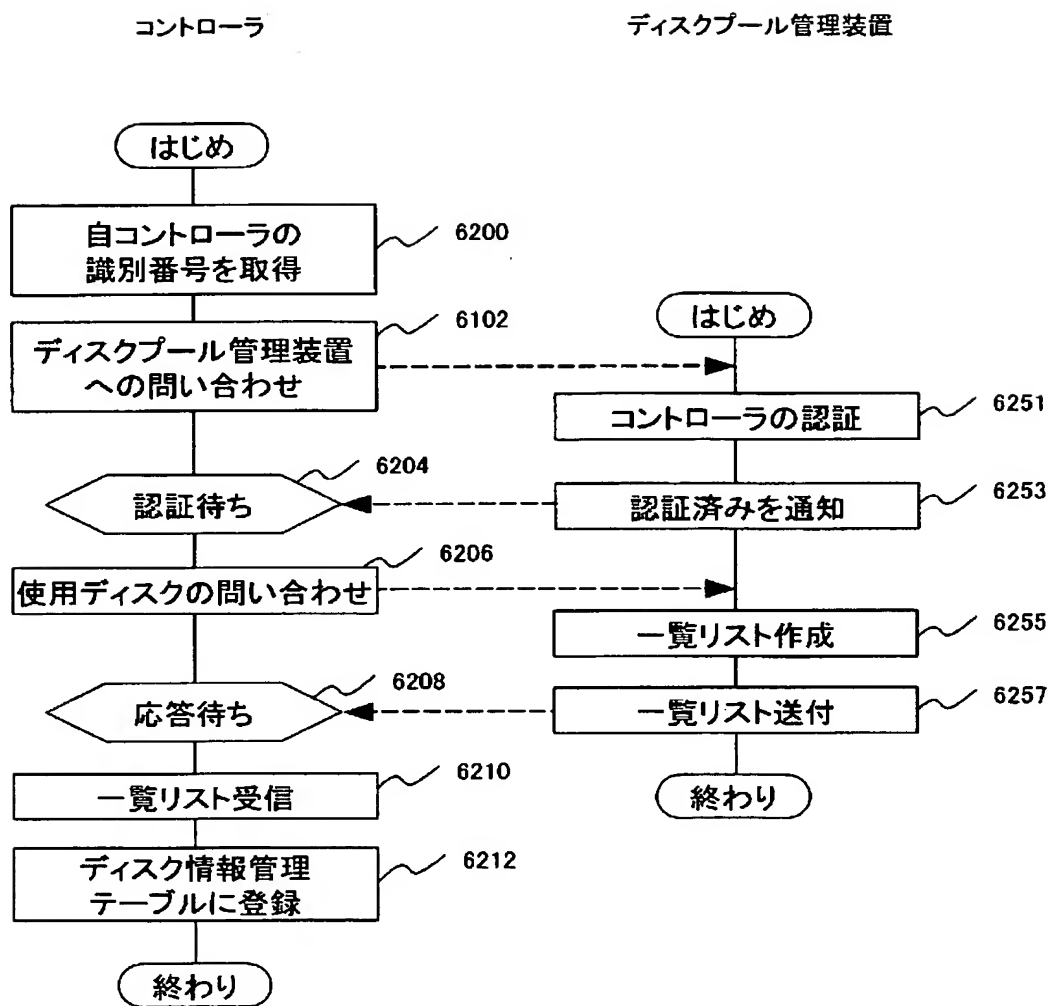 コントローラ
ディスクプール管理装置
はじめ
自コントローラの
識別番号を取得
6200
ディスクプール管理装置
への問い合わせ
6102
はじめ
コントローラの認証
6251
認証待ち
6204
認証済みを通知
6253
使用ディスクの問い合わせ
6206
一覧リスト作成
6255
応答待ち
6208
一覧リスト送付
6257
一覧リスト受信
6210
終わり
ディスク情報管理
テーブルに登録
6212
終わり